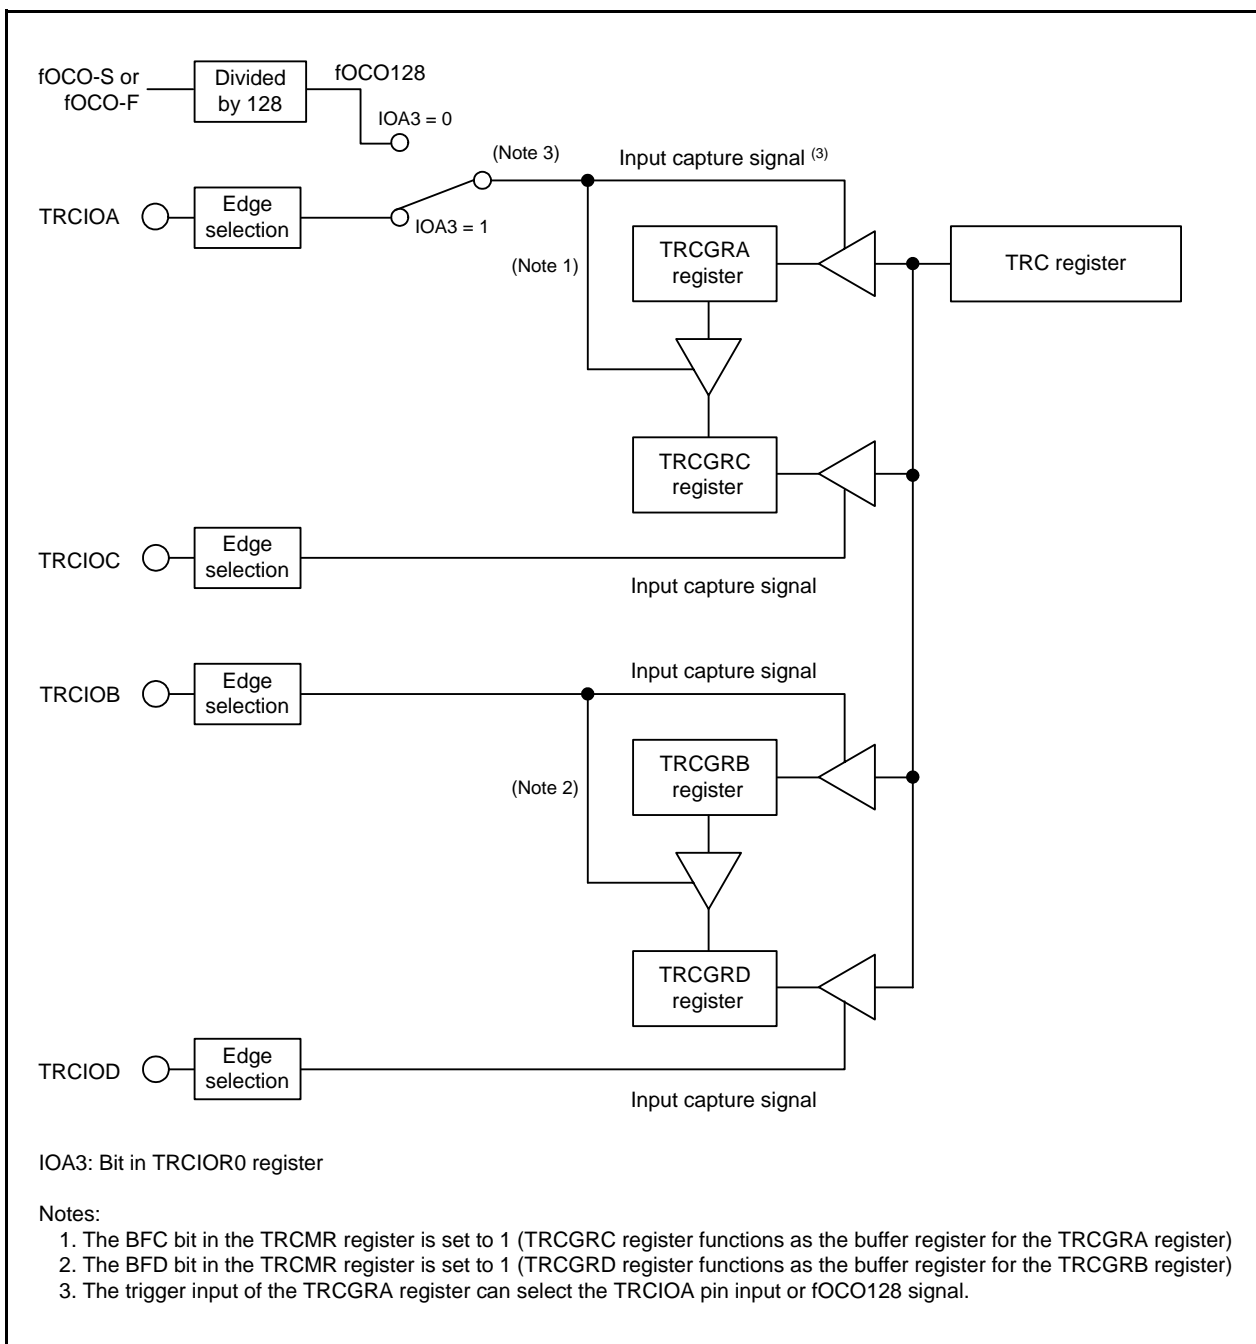 fOCO-S or
fOCO-F
Divided
by 128
fOCO128
IOA3 = 0
(Note 3)
Input capture signal (3)
TRCIOA
Edge
selection
IOA3 = 1
(Note 1)
TRCGRA
register
TRC register
TRCGRC
register
TRCIOC
Edge
selection
Input capture signal
TRCIOB
Edge
selection
Input capture signal
(Note 2)
TRCGRB
register
TRCGRD
register
TRCIOD
Edge
selection
Input capture signal
IOA3: Bit in TRCIOR0 register
Notes:
1. The BFC bit in the TRCMR register is set to 1 (TRCGRC register functions as the buffer register for the TRCGRA register)
2. The BFD bit in the TRCMR register is set to 1 (TRCGRD register functions as the buffer register for the TRCGRB register)
3. The trigger input of the TRCGRA register can select the TRCIOA pin input or fOCO128 signal.